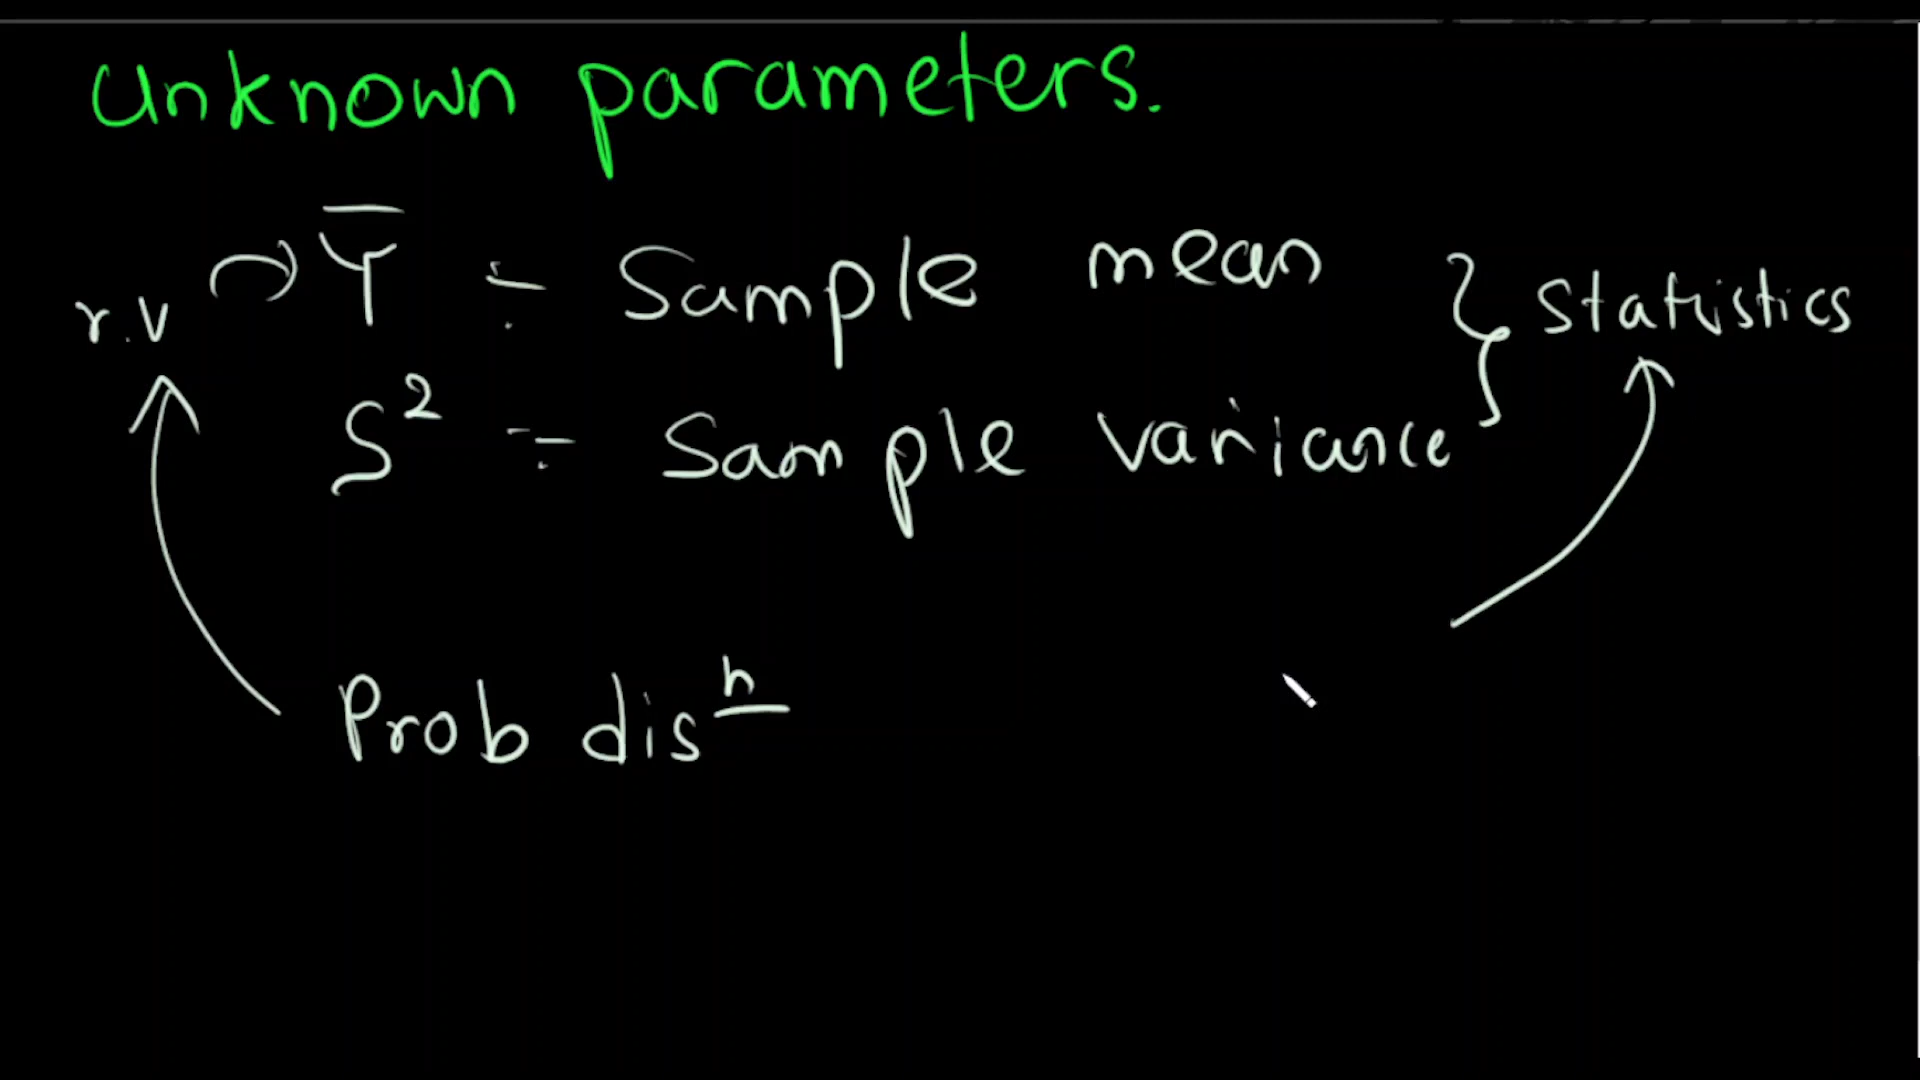 Unknown parameters.
r.v Ȳ :- Sample mean } Statistics
S² :- Sample variance
Prob disⁿ